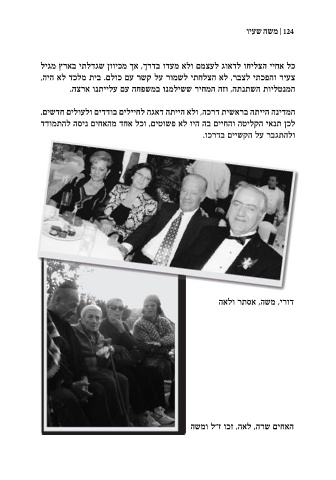 124 | משה שעיו
כל אחיי הצליחו לדאוג לעצמם ולא מעדו בדרך, אך מכיוון שגדלתי בארץ מגיל
צעיר והפכתי לצבר, לא הצלחתי לשמור על קשר עם כולם. בית מלכד לא היה,
המנטליות השתנתה, וזה המחיר ששילמנו במשפחה עם עלייתנו ארצה.
המדינה הייתה בראשית דרכה, ולא הייתה דאגה לחיילים בודדים ולעולים חדשים.
לכן תנאי הקליטה והחיים בה היו לא פשוטים, וכל אחד מהאחים ניסה להתמודד
ולהתגבר על הקשיים בדרכו.
דורי, משה, אסתר ולאה
האחים שרה, לאה, זכו ז"ל ומשה